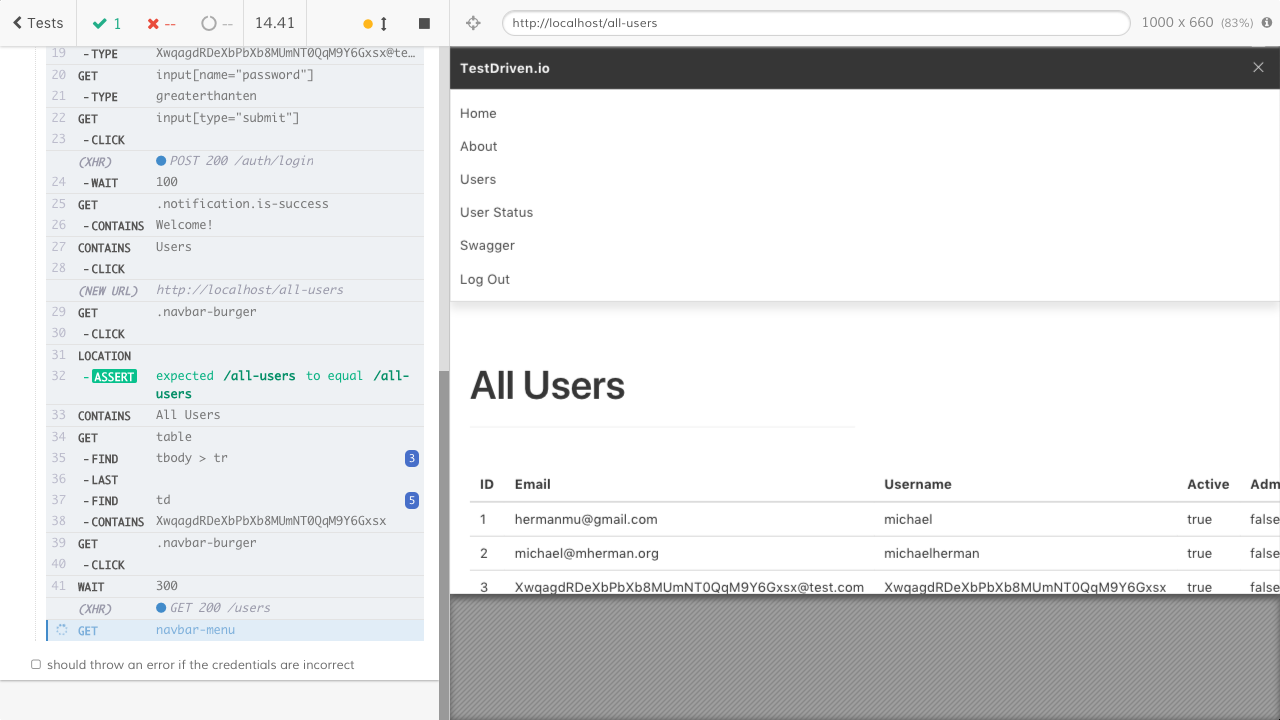 Tests 1 -- -- 14.41
http://localhost/all-users 1000 x 660 (83%)
19 -TYPE XwqagdRDeXbPbXb8MUmNT0QqM9Y6Gxsx@te…
20 GET input[name="password"]
21 -TYPE greaterthanten
22 GET input[type="submit"]
23 -CLICK
(XHR) POST 200 /auth/login
24 -WAIT 100
25 GET .notification.is-success
26 -CONTAINS Welcome!
27 CONTAINS Users
28 -CLICK
(NEW URL) http://localhost/all-users
29 GET .navbar-burger
30 -CLICK
31 LOCATION
32 -ASSERT expected /all-users to equal /all-
users
33 CONTAINS All Users
34 GET table
35 -FIND tbody > tr 3
36 -LAST
37 -FIND td 5
38 -CONTAINS XwqagdRDeXbPbXb8MUmNT0QqM9Y6Gxsx
39 GET .navbar-burger
40 -CLICK
41 WAIT 300
(XHR) GET 200 /users
GET navbar-menu
should throw an error if the credentials are incorrect
TestDriven.io
Home
About
Users
User Status
Swagger
Log Out
All Users
ID Email Username Active Adm
1 hermanmu@gmail.com michael true false
2 michael@mherman.org michaelherman true false
3 XwqagdRDeXbPbXb8MUmNT0QqM9Y6Gxsx@test.com XwqagdRDeXbPbXb8MUmNT0QqM9Y6Gxsx true false